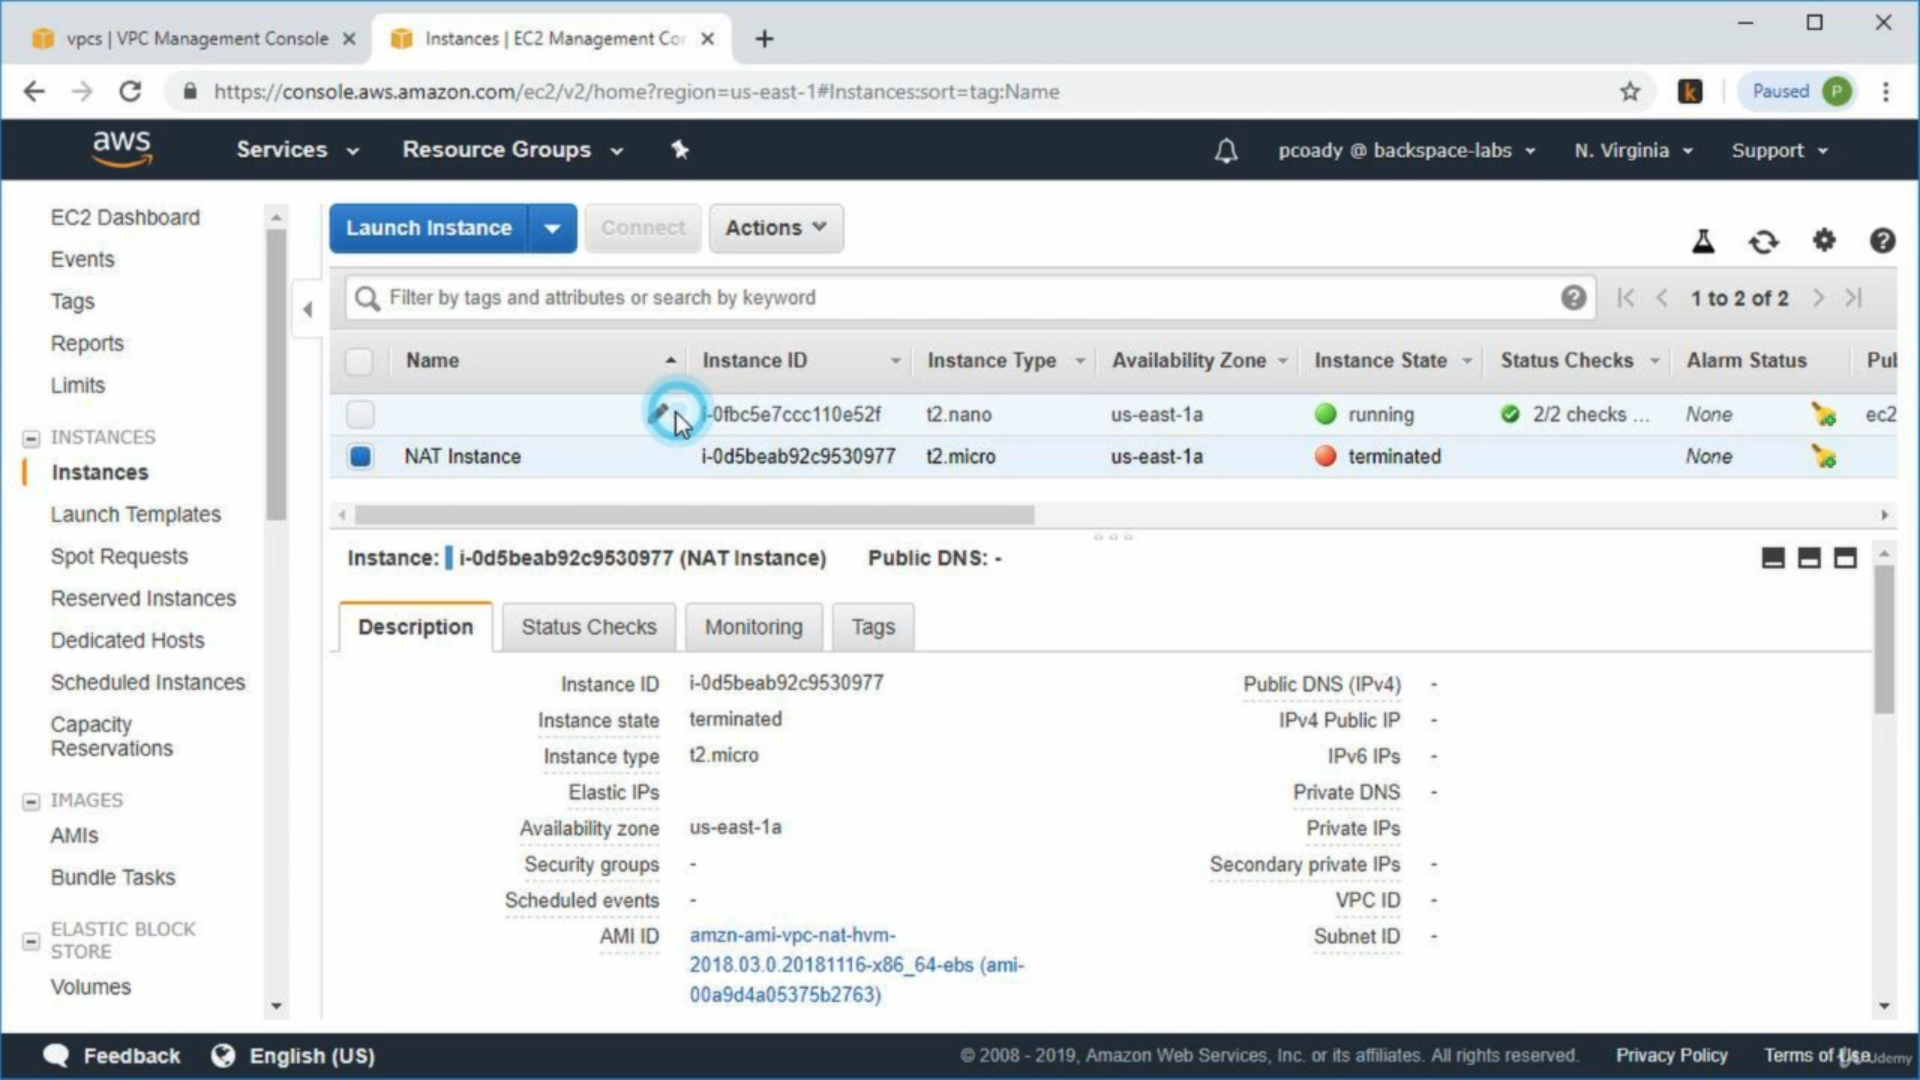 vpcs | VPC Management Console
Instances | EC2 Management Cor
https://console.aws.amazon.com/ec2/v2/home?region=us-east-1#Instances:sort=tag:Name
k
Paused P
aws
Services
Resource Groups
pcoady @ backspace-labs
N. Virginia
Support
EC2 Dashboard
Events
Tags
Reports
Limits
INSTANCES
Instances
Launch Templates
Spot Requests
Reserved Instances
Dedicated Hosts
Scheduled Instances
Capacity
Reservations
IMAGES
AMIs
Bundle Tasks
ELASTIC BLOCK
STORE
Volumes
Launch Instance
Connect
Actions
Filter by tags and attributes or search by keyword
1 to 2 of 2
Name Instance ID Instance Type Availability Zone Instance State Status Checks Alarm Status Pul
i-0fbc5e7ccc110e52f t2.nano us-east-1a running 2/2 checks ... None ec2
NAT Instance i-0d5beab92c9530977 t2.micro us-east-1a terminated None
Instance: i-0d5beab92c9530977 (NAT Instance) Public DNS: -
Description Status Checks Monitoring Tags
Instance ID i-0d5beab92c9530977
Instance state terminated
Instance type t2.micro
Elastic IPs
Availability zone us-east-1a
Security groups -
Scheduled events -
AMI ID amzn-ami-vpc-nat-hvm-
2018.03.0.20181116-x86_64-ebs (ami-
00a9d4a05375b2763)
Public DNS (IPv4) -
IPv4 Public IP -
IPv6 IPs -
Private DNS -
Private IPs
Secondary private IPs -
VPC ID -
Subnet ID -
Feedback
English (US)
© 2008 - 2019, Amazon Web Services, Inc. or its affiliates. All rights reserved.
Privacy Policy
Terms of Use
Udemy